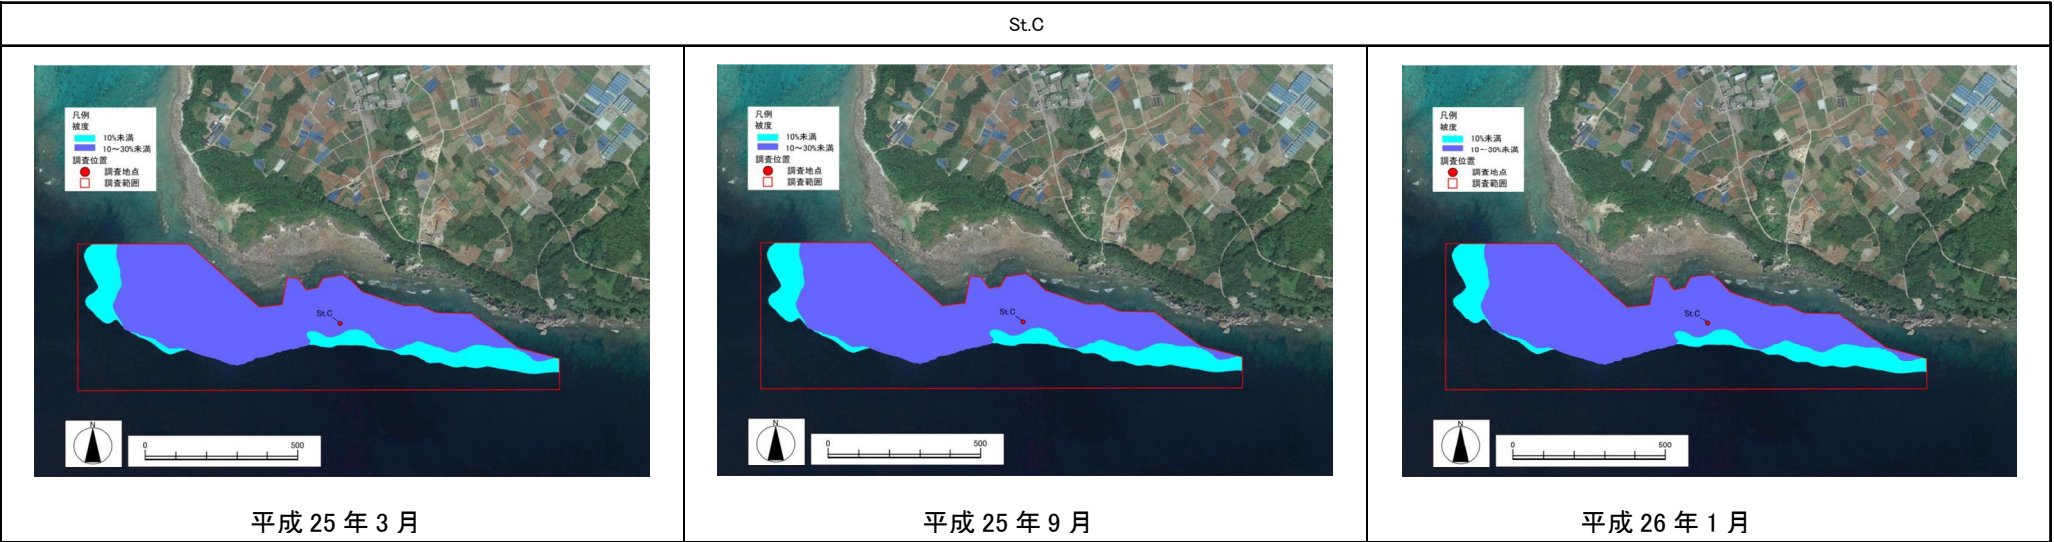 St.C
凡例
被度
10%未満
10～30%未満
調査位置
調査地点
調査範囲
St.C
N
0 500
平成 25 年 3 月
凡例
被度
10%未満
10～30%未満
調査位置
調査地点
調査範囲
St.C
N
0 500
平成 25 年 9 月
凡例
被度
10%未満
10～30%未満
調査位置
調査地点
調査範囲
St.C
N
0 500
平成 26 年 1 月